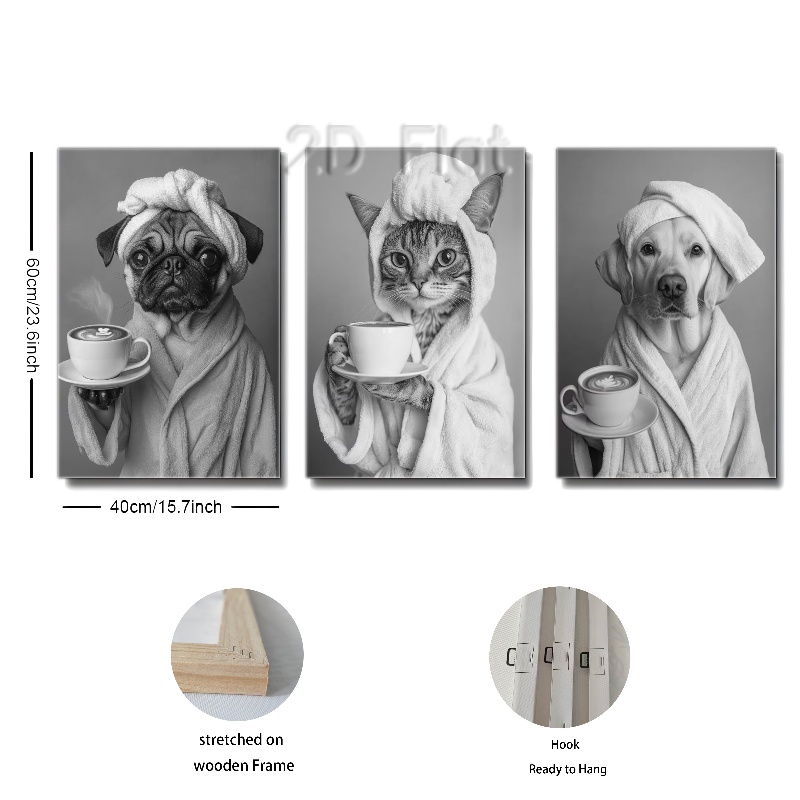 2D Flat
60cm/23.6inch
40cm/15.7inch
stretched on
wooden Frame
Hook
Ready to Hang